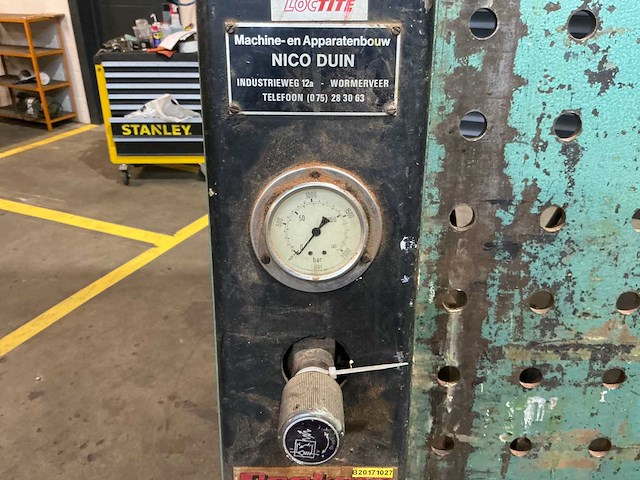 LOCTITE
Machine-en Apparatenbouw
NICO DUIN
INDUSTRIEWEG 12a - WORMERVEER
TELEFOON (075) 28 30 63
STANLEY
50
bar
B20171027